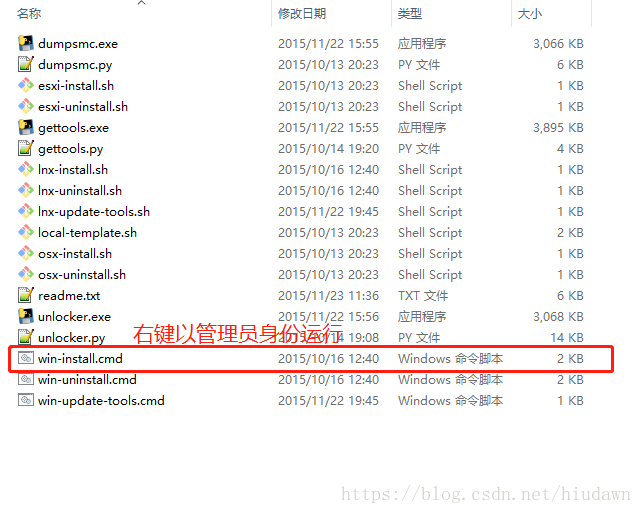 名称 修改日期 类型 大小
dumpsmc.exe 2015/11/22 15:55 应用程序 3,066 KB
dumpsmc.py 2015/10/13 20:23 PY 文件 6 KB
esxi-install.sh 2015/10/13 20:23 Shell Script 1 KB
esxi-uninstall.sh 2015/10/13 20:23 Shell Script 1 KB
gettools.exe 2015/11/22 15:55 应用程序 3,895 KB
gettools.py 2015/10/14 19:20 PY 文件 4 KB
lnx-install.sh 2015/10/16 12:40 Shell Script 1 KB
lnx-uninstall.sh 2015/10/16 12:40 Shell Script 1 KB
lnx-update-tools.sh 2015/11/22 19:45 Shell Script 1 KB
local-template.sh 2015/10/13 20:23 Shell Script 2 KB
osx-install.sh 2015/10/13 20:23 Shell Script 1 KB
osx-uninstall.sh 2015/10/13 20:23 Shell Script 1 KB
readme.txt 2015/11/23 11:36 TXT 文件 6 KB
unlocker.exe 2015/11/22 15:56 应用程序 3,068 KB
右键以管理员身份运行
unlocker.py 2015/10/14 19:08 PY 文件 14 KB
win-install.cmd 2015/10/16 12:40 Windows 命令脚本 2 KB
win-uninstall.cmd 2015/10/16 12:40 Windows 命令脚本 2 KB
win-update-tools.cmd 2015/11/22 19:45 Windows 命令脚本 1 KB
https://blog.csdn.net/hiudawn